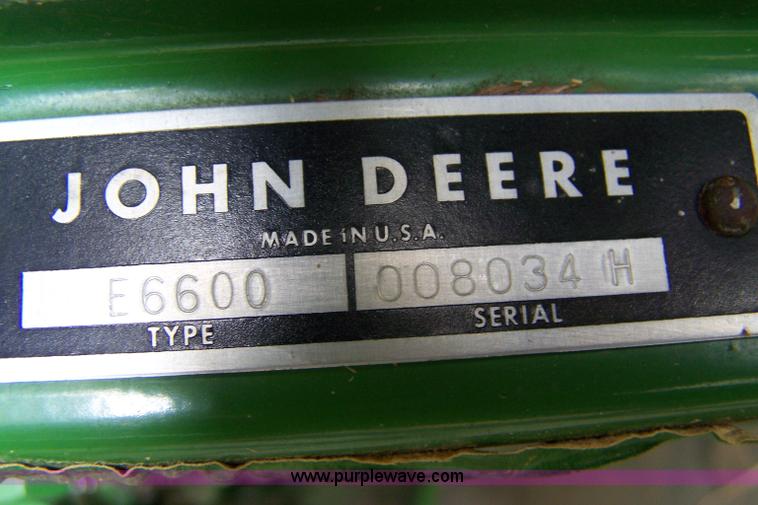 JOHN DEERE
MADE iN U.S.A.
E6600 008034 H
TYPE SERIAL
www.purplewave.com